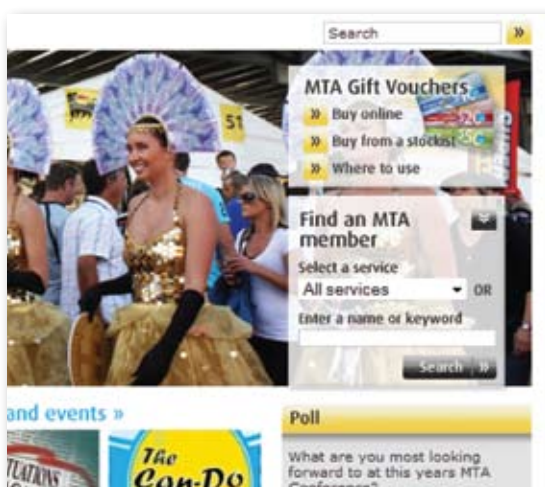 Search
»
51
MTA Gift Vouchers
» Buy online
» Buy from a stockist
» Where to use
Find an MTA
member
Select a service
All services OR
Enter a name or keyword
Search »
and events »
Poll
What are you most looking
forward to at this years MTA
Conference?
TUATIONS
The
Can-Do